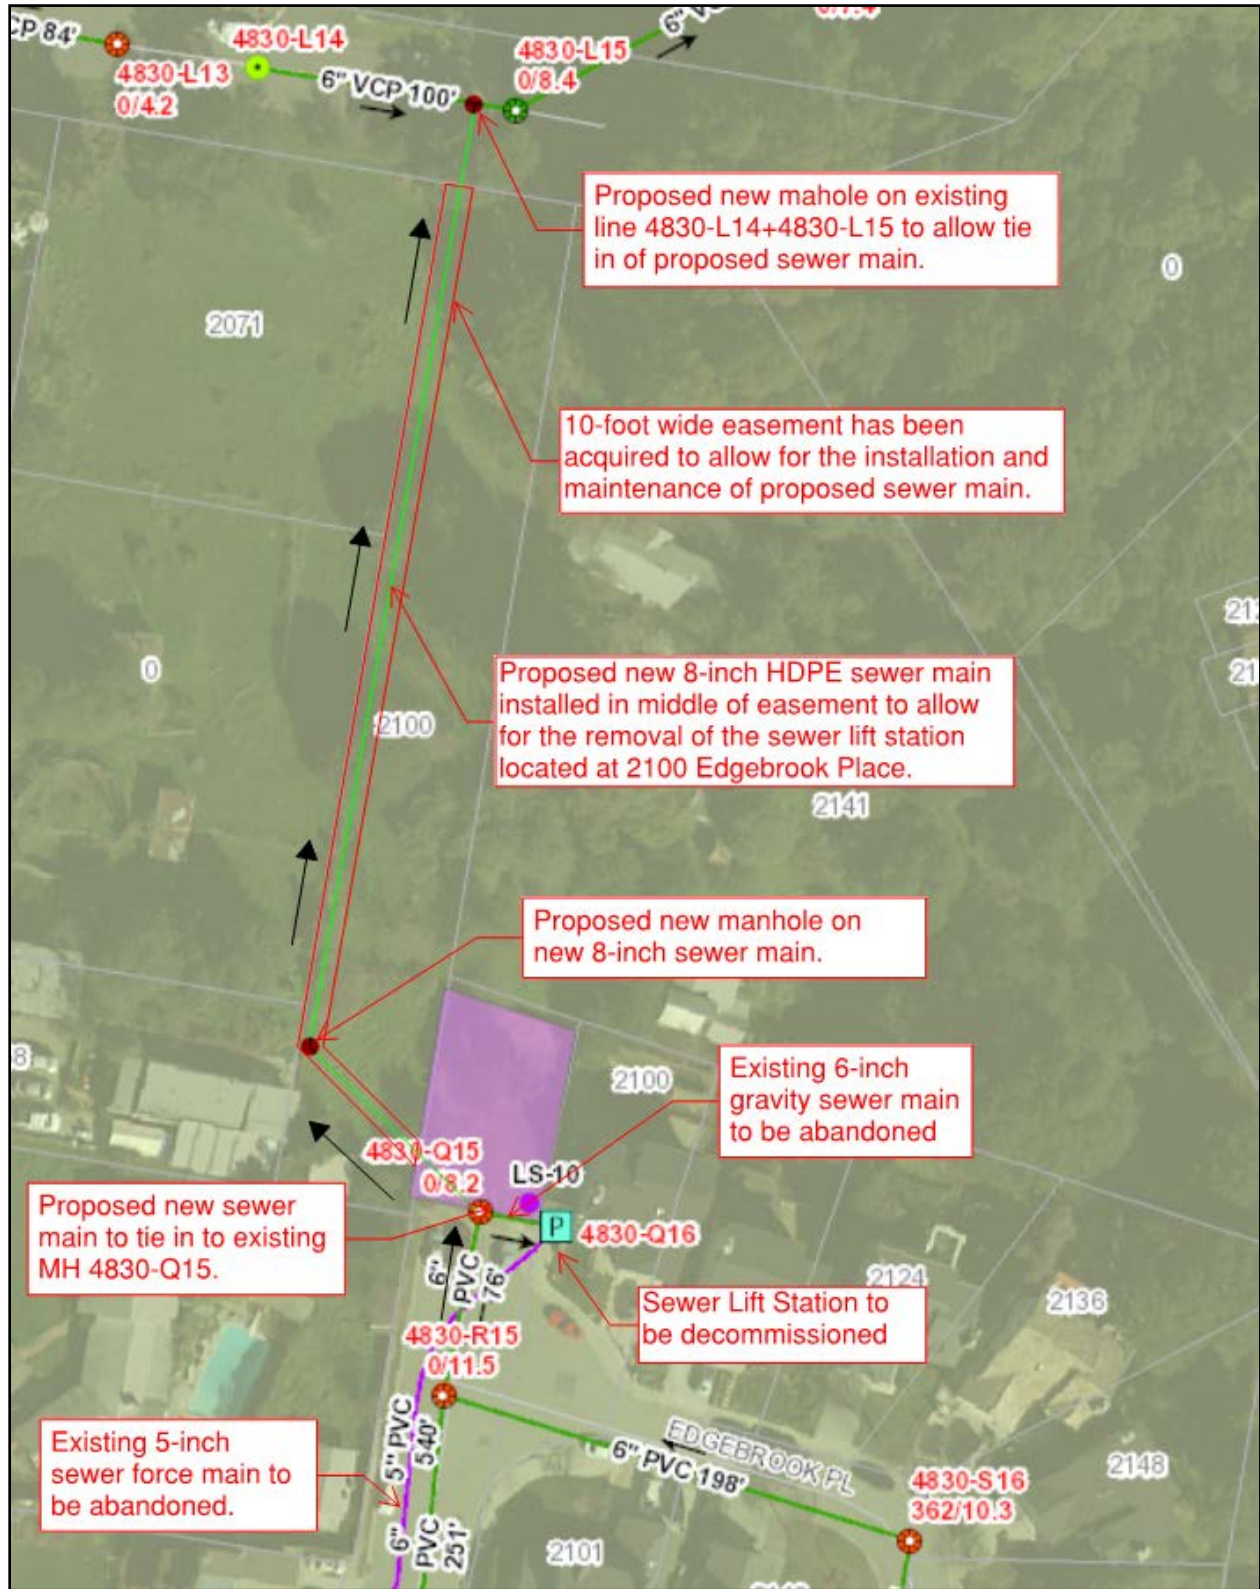 CP 84'
4830-L14
4830-L13
0/4.2
6" VCP 100'
4830-L15
0/8.4
6"
Proposed new mahole on existing
line 4830-L14+4830-L15 to allow tie
in of proposed sewer main.
0
2071
10-foot wide easement has been
acquired to allow for the installation and
maintenance of proposed sewer main.
0
Proposed new 8-inch HDPE sewer main
installed in middle of easement to allow
for the removal of the sewer lift station
located at 2100 Edgebrook Place.
2100
2141
Proposed new manhole on
new 8-inch sewer main.
8
2100
Existing 6-inch
gravity sewer main
to be abandoned
4830-Q15
0/8.2
LS-10
P
4830-Q16
Proposed new sewer
main to tie in to existing
MH 4830-Q15.
6" PVC 76'
2124
2136
Sewer Lift Station to
be decommissioned
4830-R15
0/11.5
Existing 5-inch
sewer force main to
be abandoned.
5" PVC 540'
6" PVC 251'
EDGEBROOK PL
6" PVC 198'
4830-S16
362/10.3
2148
2101